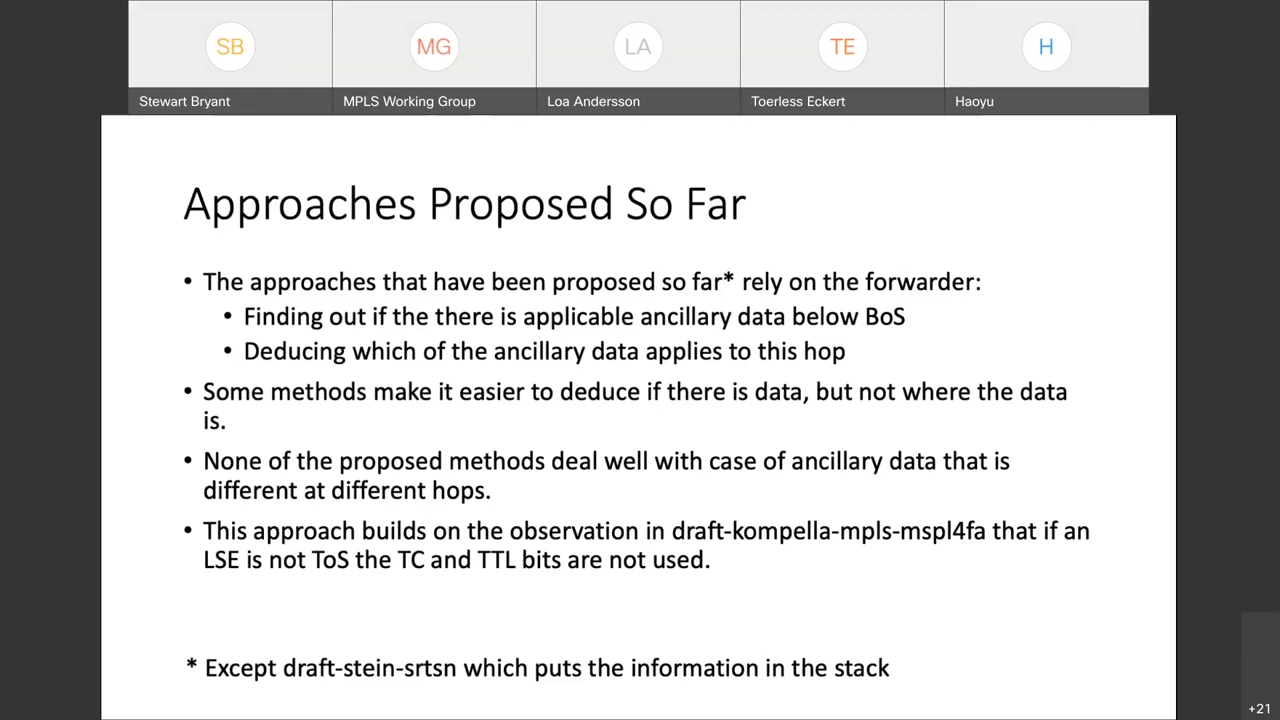 SB
MG
LA
TE
H
Stewart Bryant
MPLS Working Group
Loa Andersson
Toerless Eckert
Haoyu
Approaches Proposed So Far
• The approaches that have been proposed so far* rely on the forwarder:
• Finding out if the there is applicable ancillary data below BoS
• Deducing which of the ancillary data applies to this hop
• Some methods make it easier to deduce if there is data, but not where the data
is.
• None of the proposed methods deal well with case of ancillary data that is
different at different hops.
• This approach builds on the observation in draft-kompella-mpls-mspl4fa that if an
LSE is not ToS the TC and TTL bits are not used.
* Except draft-stein-srtsn which puts the information in the stack
+21